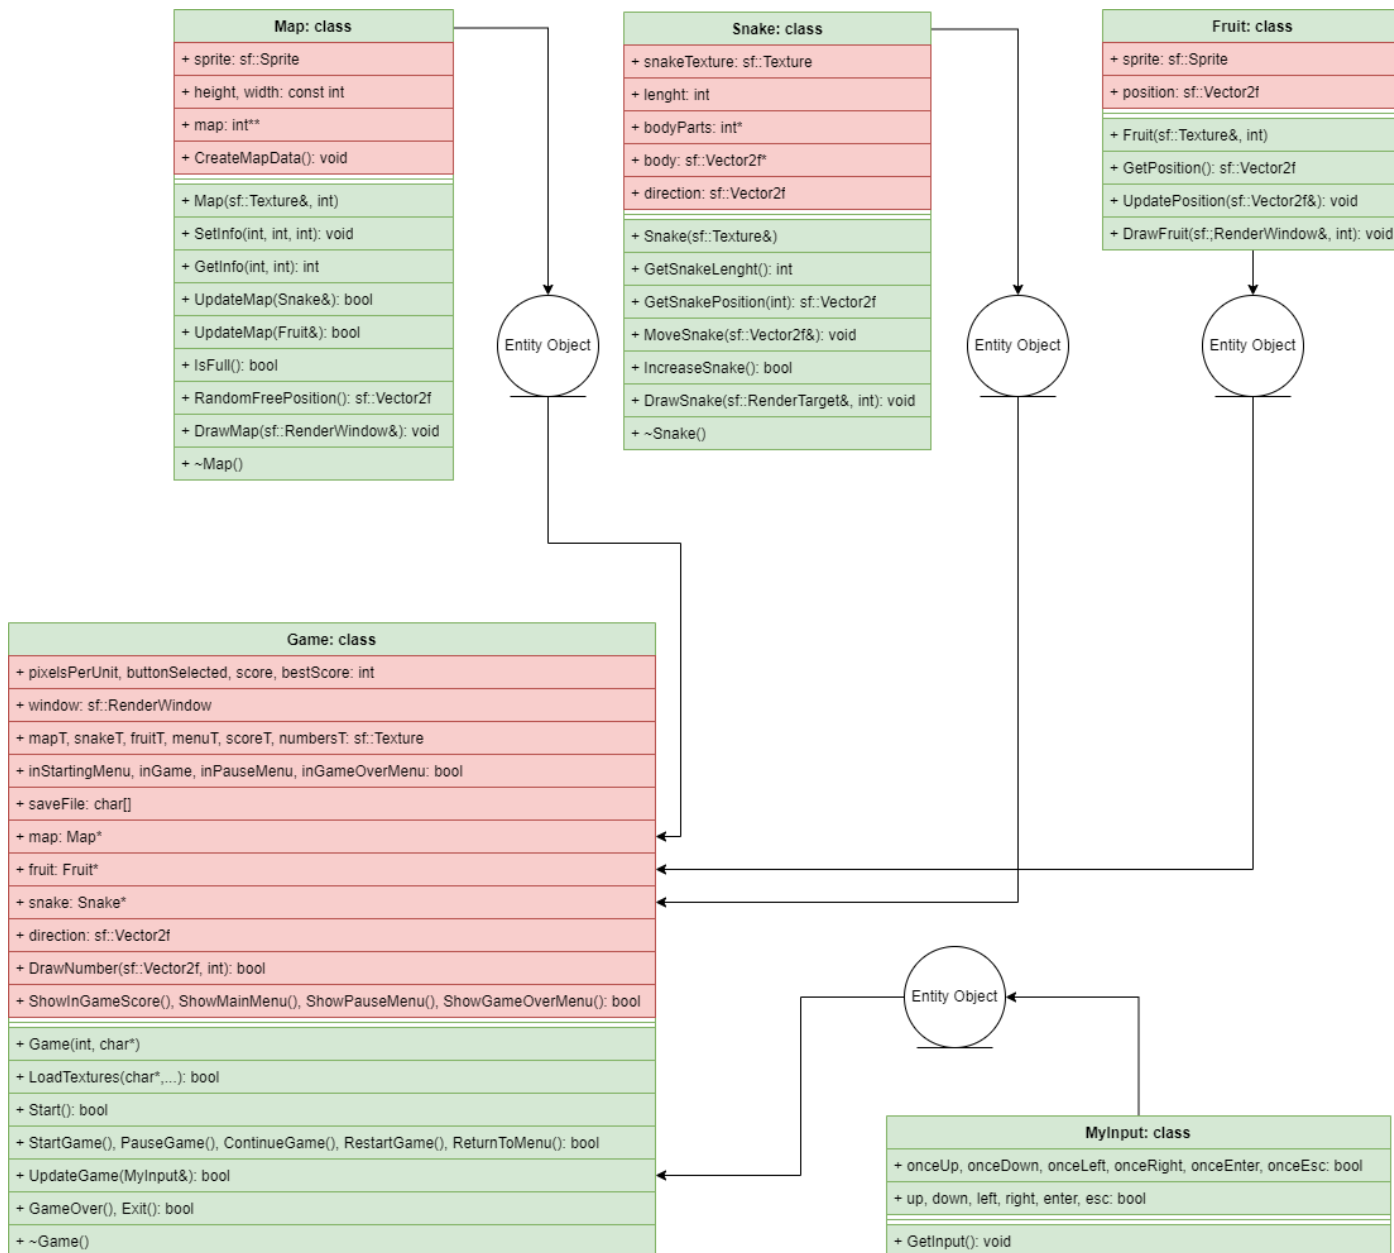 Map: class
+ sprite: sf::Sprite
+ height, width: const int
+ map: int**
+ CreateMapData(): void
+ Map(sf::Texture&, int)
+ SetInfo(int, int, int): void
+ GetInfo(int, int): int
+ UpdateMap(Snake&): bool
+ UpdateMap(Fruit&): bool
+ IsFull(): bool
+ RandomFreePosition(): sf::Vector2f
+ DrawMap(sf::RenderWindow&): void
+ ~Map()
Snake: class
+ snakeTexture: sf::Texture
+ lenght: int
+ bodyParts: int*
+ body: sf::Vector2f*
+ direction: sf::Vector2f
+ Snake(sf::Texture&)
+ GetSnakeLenght(): int
+ GetSnakePosition(int): sf::Vector2f
+ MoveSnake(sf::Vector2f&): void
+ IncreaseSnake(): bool
+ DrawSnake(sf::RenderTarget&, int): void
+ ~Snake()
Fruit: class
+ sprite: sf::Sprite
+ position: sf::Vector2f
+ Fruit(sf::Texture&, int)
+ GetPosition(): sf::Vector2f
+ UpdatePosition(sf::Vector2f&): void
+ DrawFruit(sf:;RenderWindow&, int): void
Entity Object
Entity Object
Entity Object
Game: class
+ pixelsPerUnit, buttonSelected, score, bestScore: int
+ window: sf::RenderWindow
+ mapT, snakeT, fruitT, menuT, scoreT, numbersT: sf::Texture
+ inStartingMenu, inGame, inPauseMenu, inGameOverMenu: bool
+ saveFile: char[]
+ map: Map*
+ fruit: Fruit*
+ snake: Snake*
+ direction: sf::Vector2f
+ DrawNumber(sf::Vector2f, int): bool
+ ShowInGameScore(), ShowMainMenu(), ShowPauseMenu(), ShowGameOverMenu(): bool
+ Game(int, char*)
+ LoadTextures(char*,...): bool
+ Start(): bool
+ StartGame(), PauseGame(), ContinueGame(), RestartGame(), ReturnToMenu(): bool
+ UpdateGame(MyInput&): bool
+ GameOver(), Exit(): bool
+ ~Game()
Entity Object
MyInput: class
+ onceUp, onceDown, onceLeft, onceRight, onceEnter, onceEsc: bool
+ up, down, left, right, enter, esc: bool
+ GetInput(): void